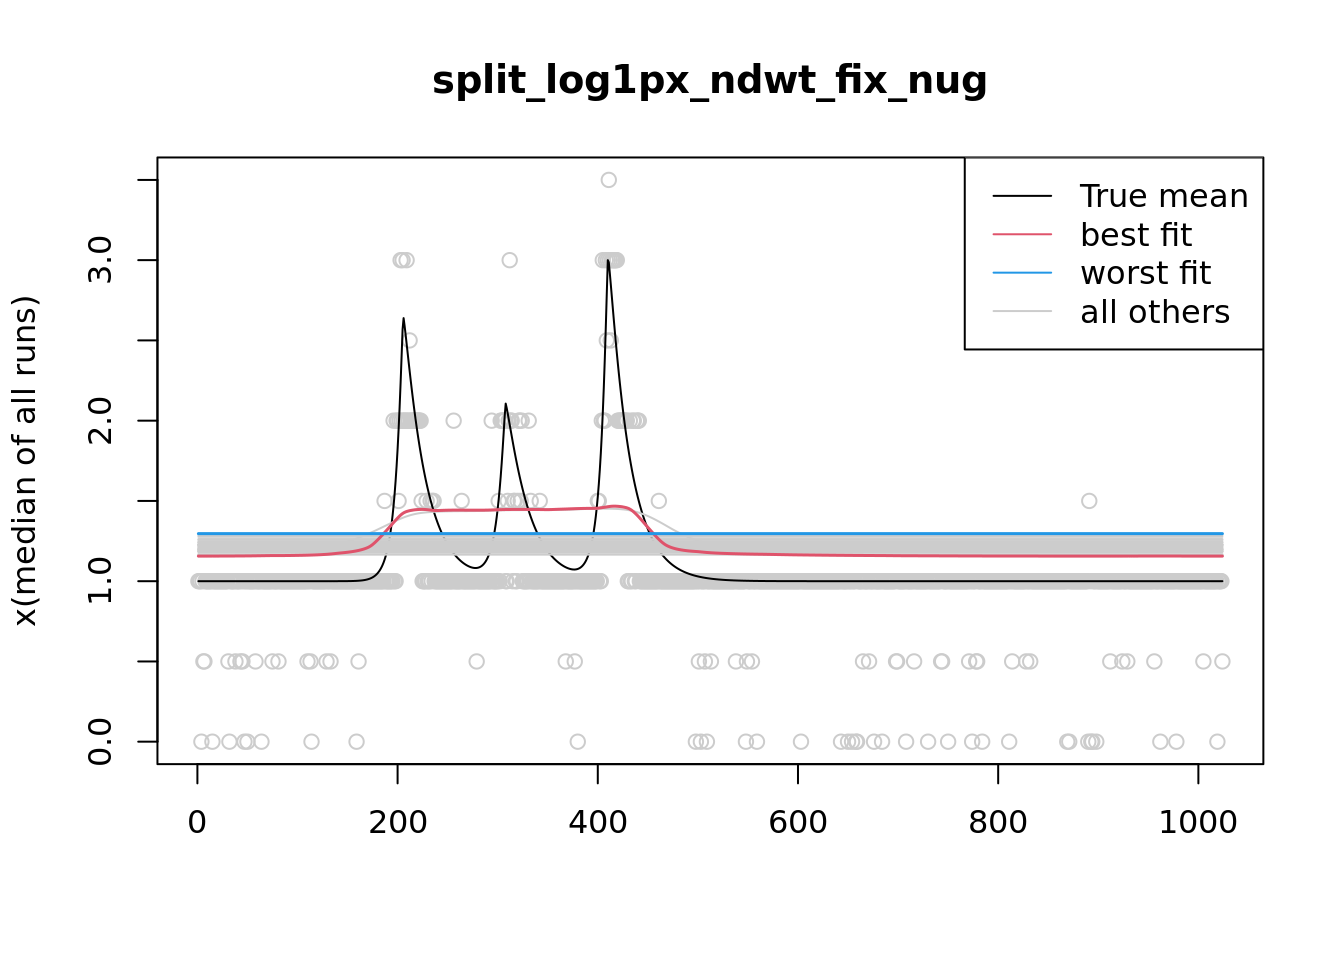 split_log1px_ndwt_fix_nug
True mean
best fit
worst fit
all others
x(median of all runs)
3.0
2.0
1.0
0.0
0 200 400 600 800 1000